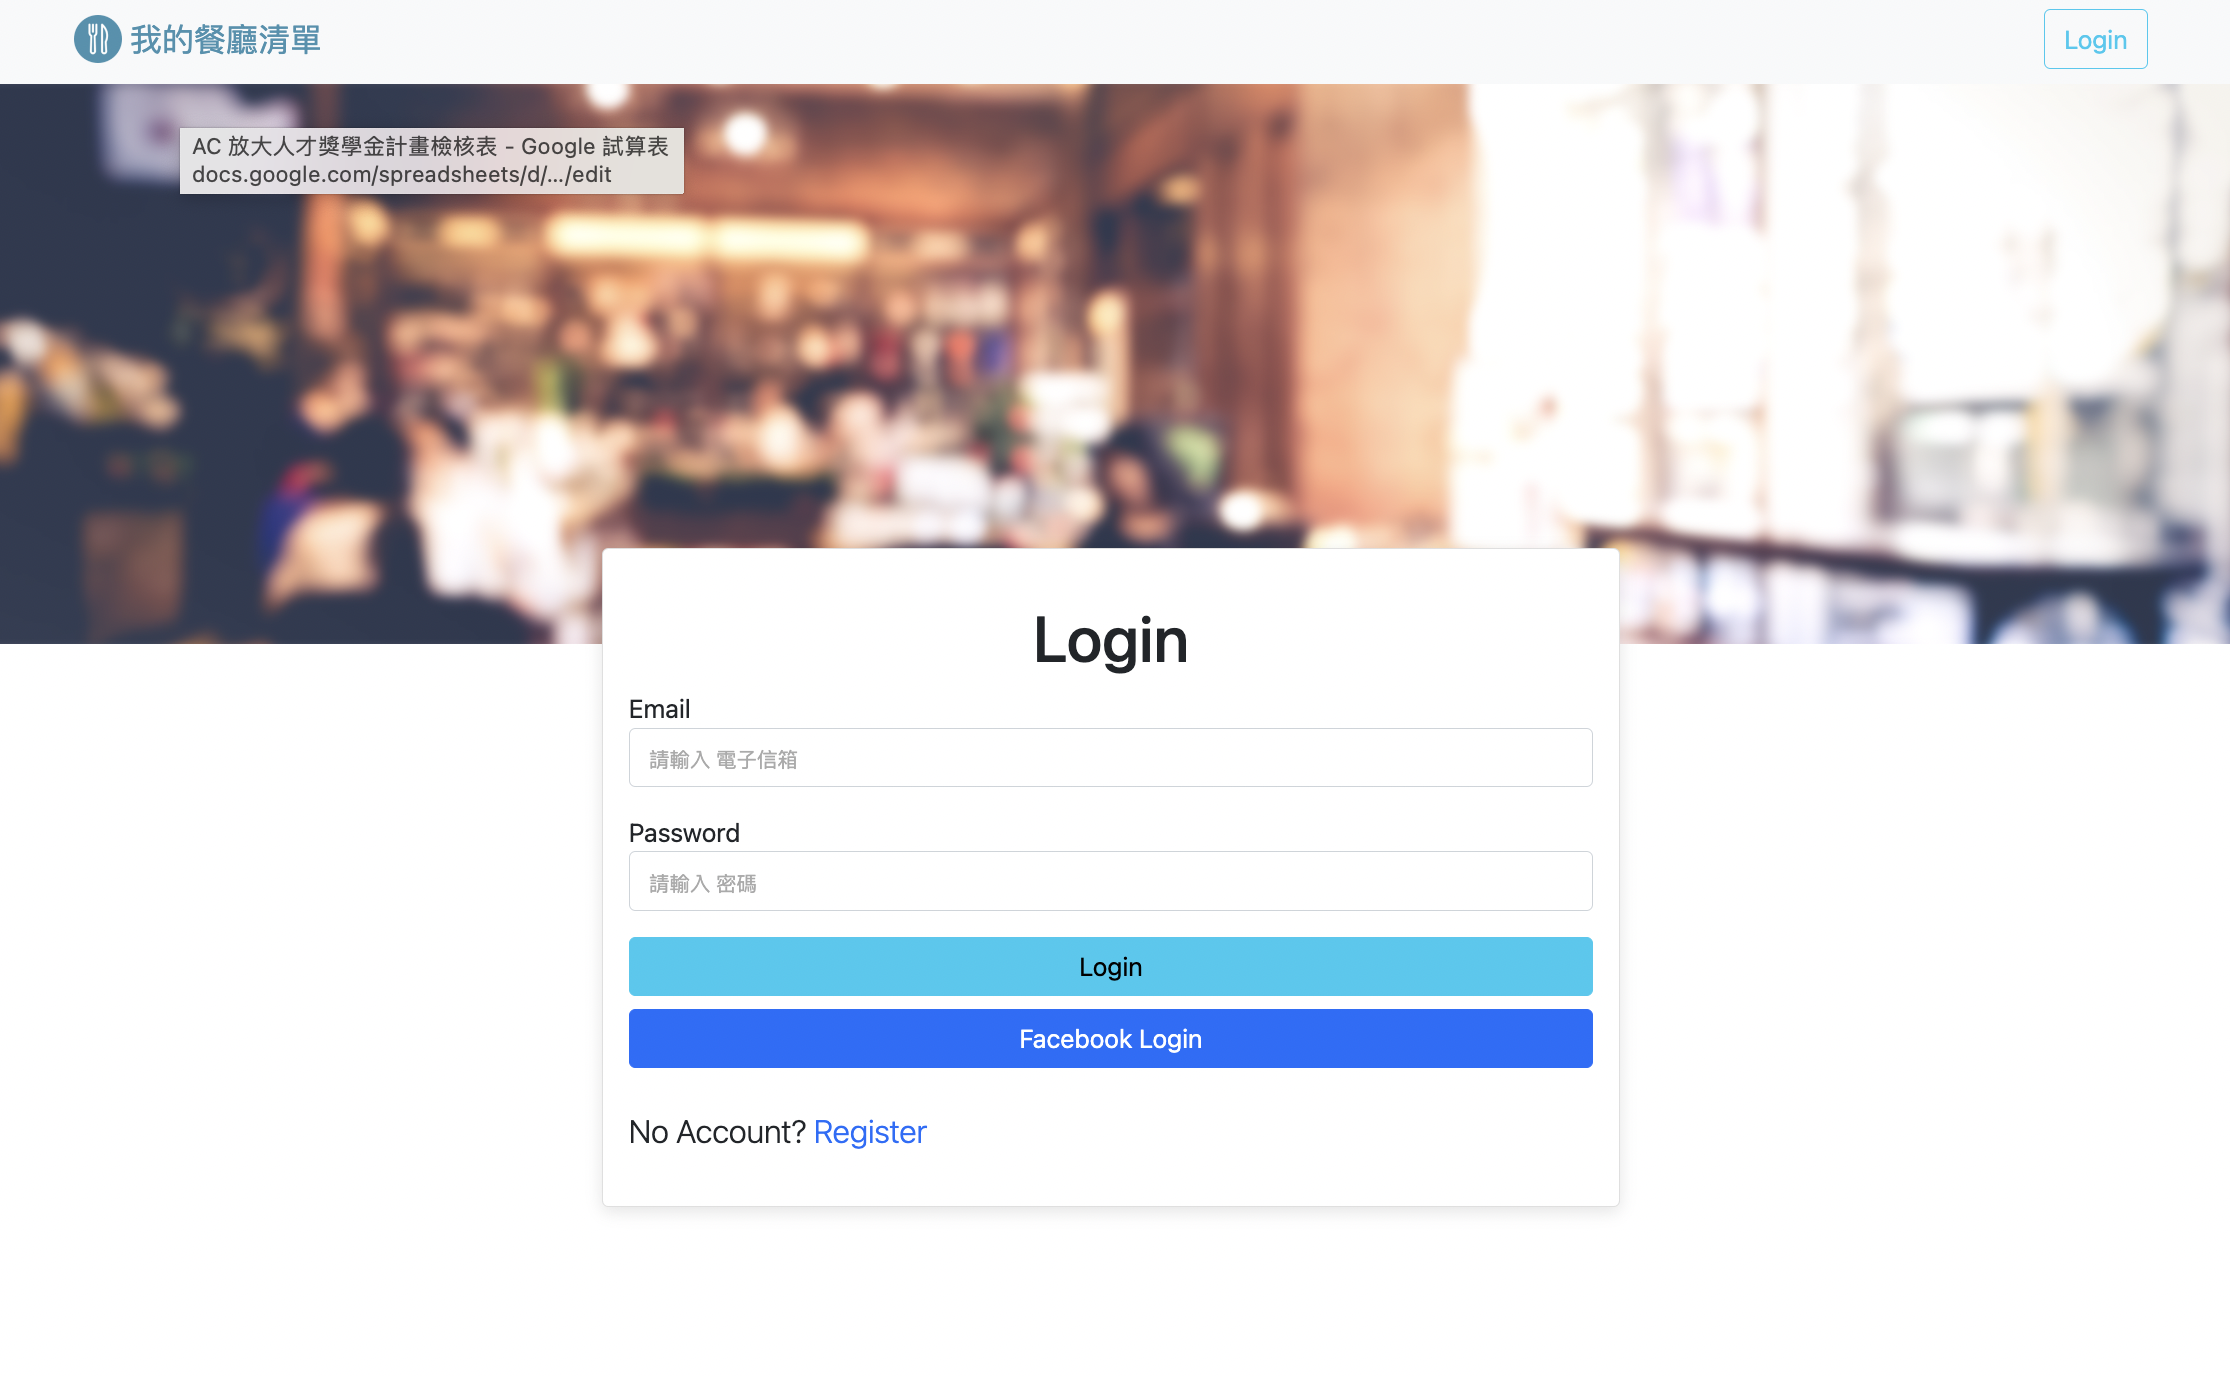 我的餐廳清單
Login
AC 放大人才獎學金計畫檢核表 - Google 試算表
docs.google.com/spreadsheets/d/.../edit
Login
Email
請輸入 電子信箱
Password
請輸入 密碼
Login
Facebook Login
No Account? Register